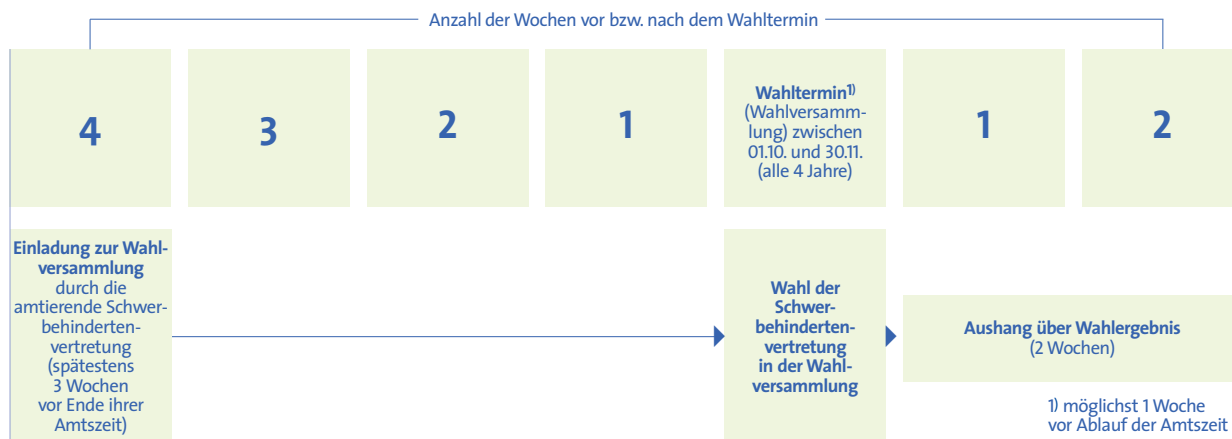 Anzahl der Wochen vor bzw. nach dem Wahltermin
4
3
2
1
Wahltermin1)
(Wahlversamm-
lung) zwischen
01.10. und 30.11.
(alle 4 Jahre)
1
2
Einladung zur Wahl-
versammlung
durch die
amtierende Schwer-
behinderten-
vertretung
(spätestens
3 Wochen
vor Ende ihrer
Amtszeit)
Wahl der
Schwer-
behinderten-
vertretung
in der Wahl-
versammlung
Aushang über Wahlergebnis
(2 Wochen)
1) möglichst 1 Woche
vor Ablauf der Amtszeit